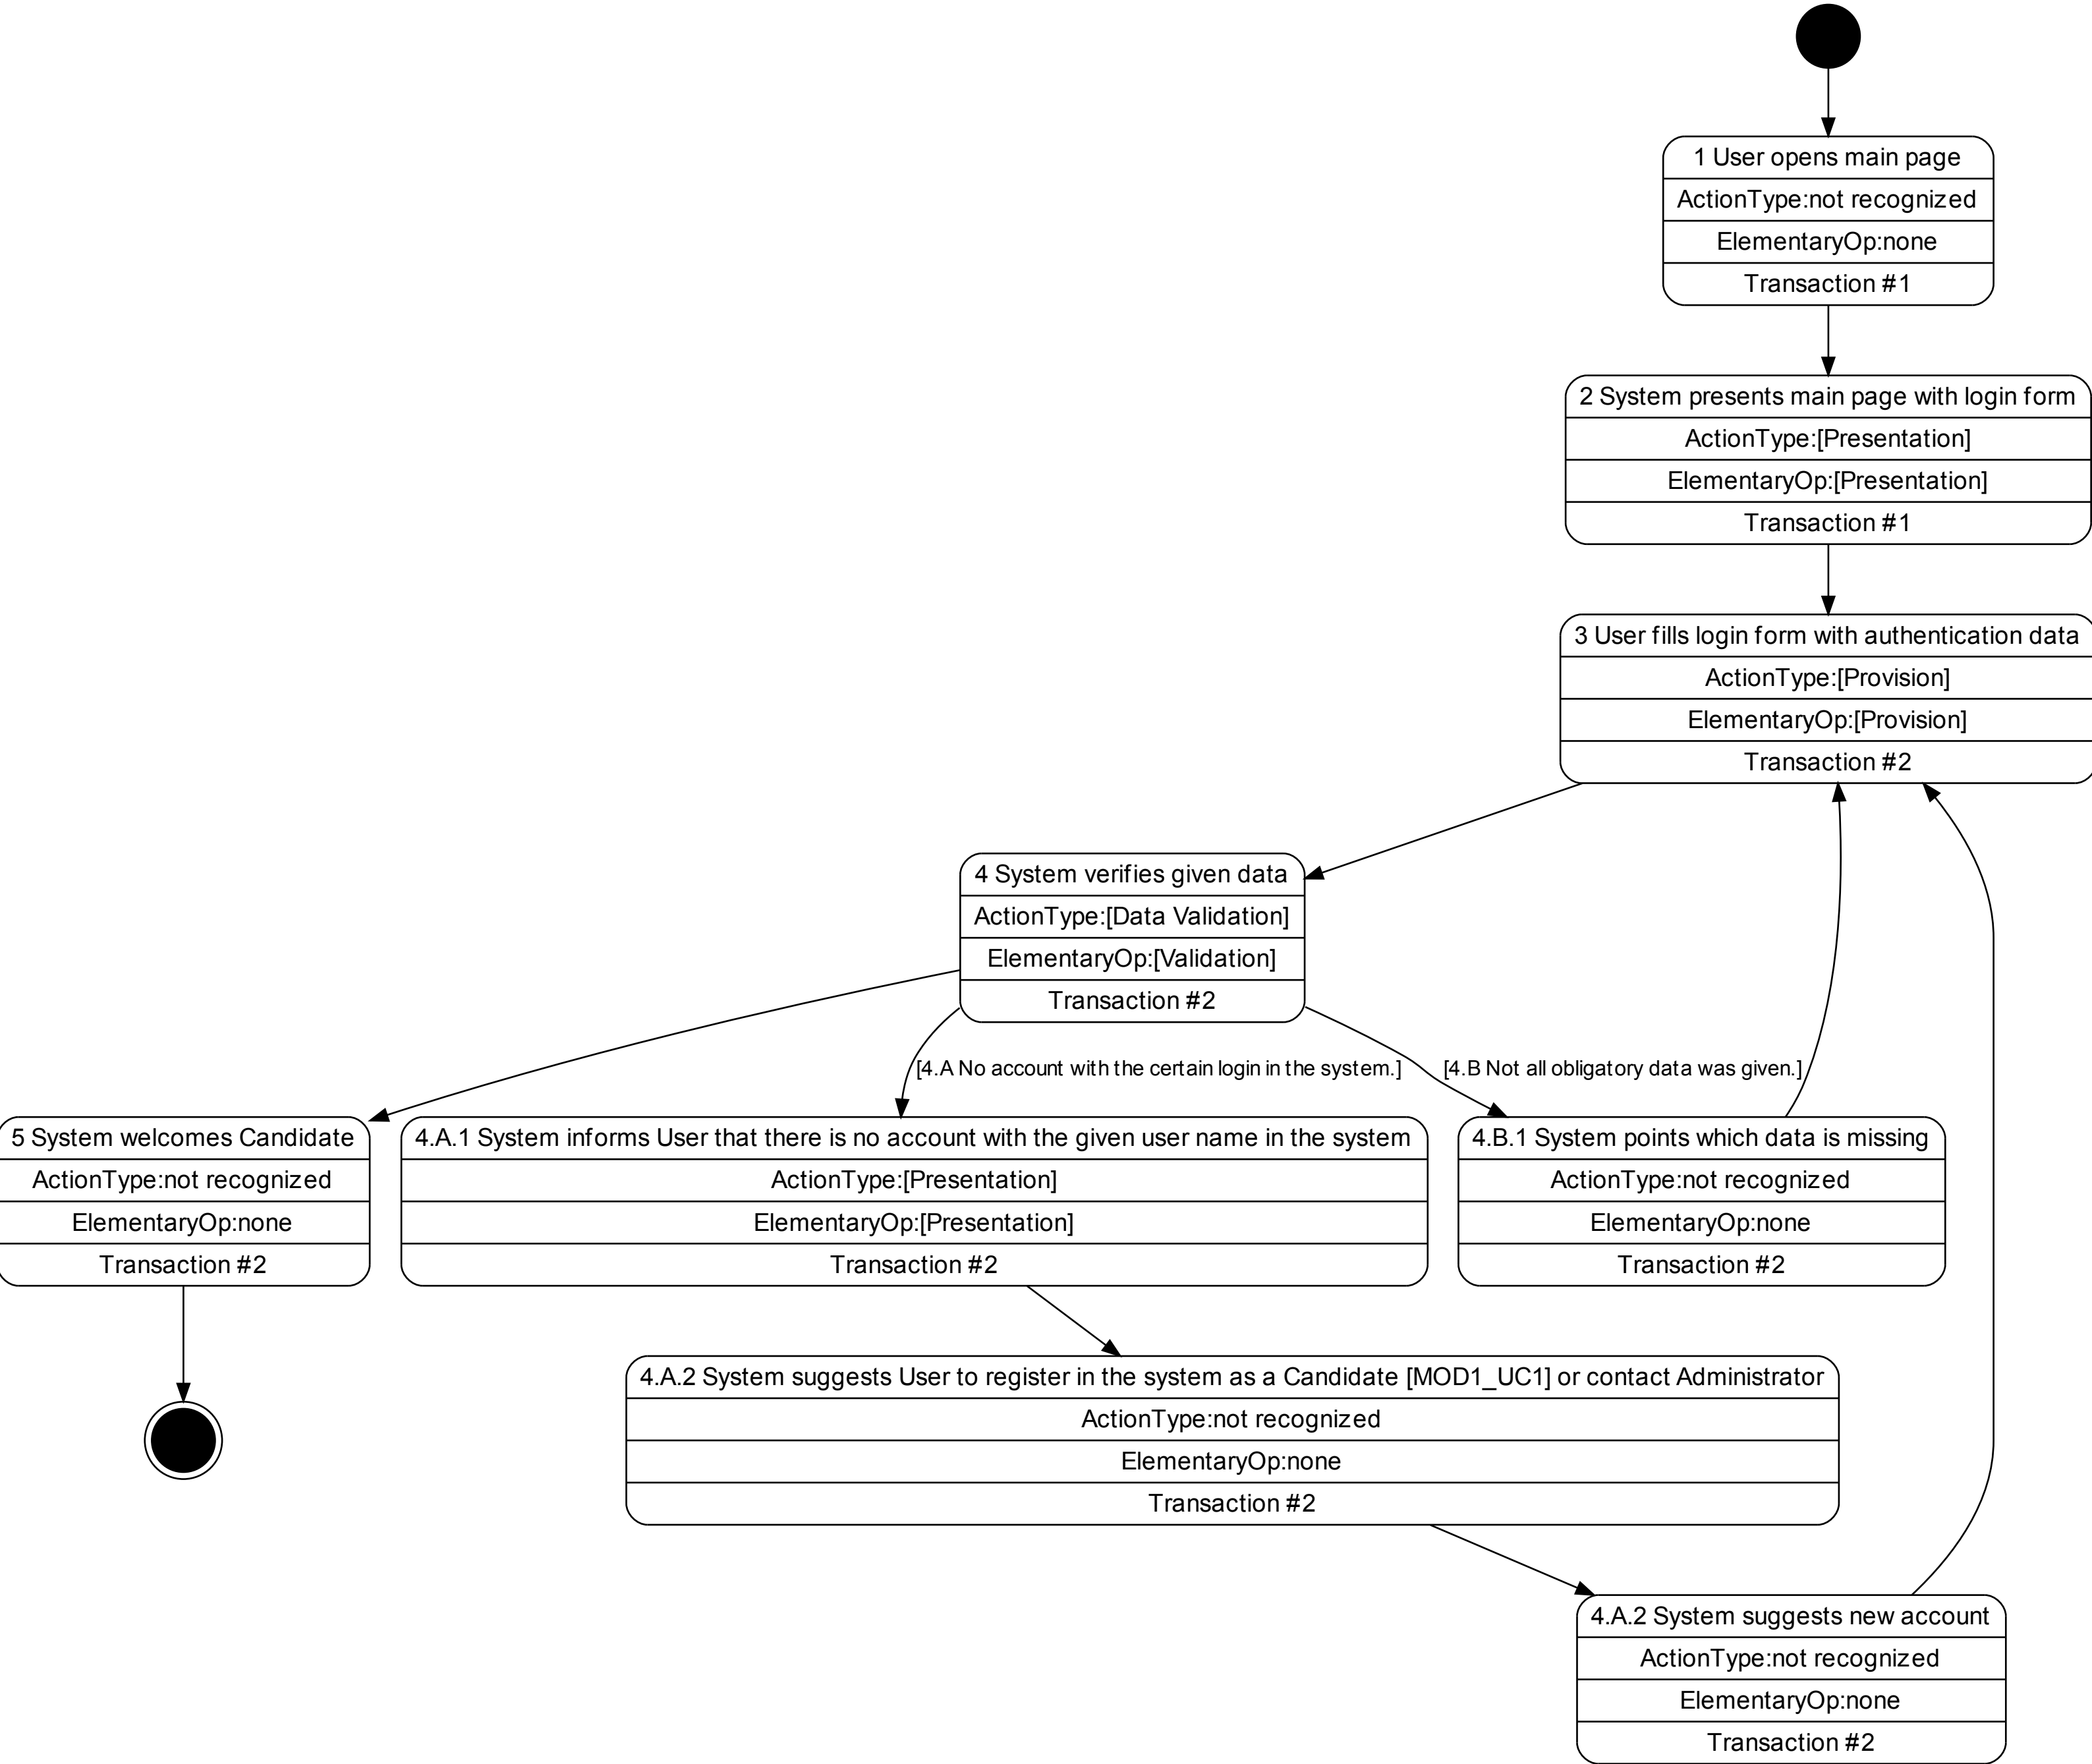 1 User opens main page
ActionType:not recognized
ElementaryOp:none
Transaction #1
2 System presents main page with login form
ActionType:[Presentation]
ElementaryOp:[Presentation]
Transaction #1
3 User fills login form with authentication data
ActionType:[Provision]
ElementaryOp:[Provision]
Transaction #2
4 System verifies given data
ActionType:[Data Validation]
ElementaryOp:[Validation]
Transaction #2
[4.A No account with the certain login in the system.]
[4.B Not all obligatory data was given.]
5 System welcomes Candidate
ActionType:not recognized
ElementaryOp:none
Transaction #2
4.A.1 System informs User that there is no account with the given user name in the system
ActionType:[Presentation]
ElementaryOp:[Presentation]
Transaction #2
4.B.1 System points which data is missing
ActionType:not recognized
ElementaryOp:none
Transaction #2
4.A.2 System suggests User to register in the system as a Candidate [MOD1_UC1] or contact Administrator
ActionType:not recognized
ElementaryOp:none
Transaction #2
4.A.2 System suggests new account
ActionType:not recognized
ElementaryOp:none
Transaction #2